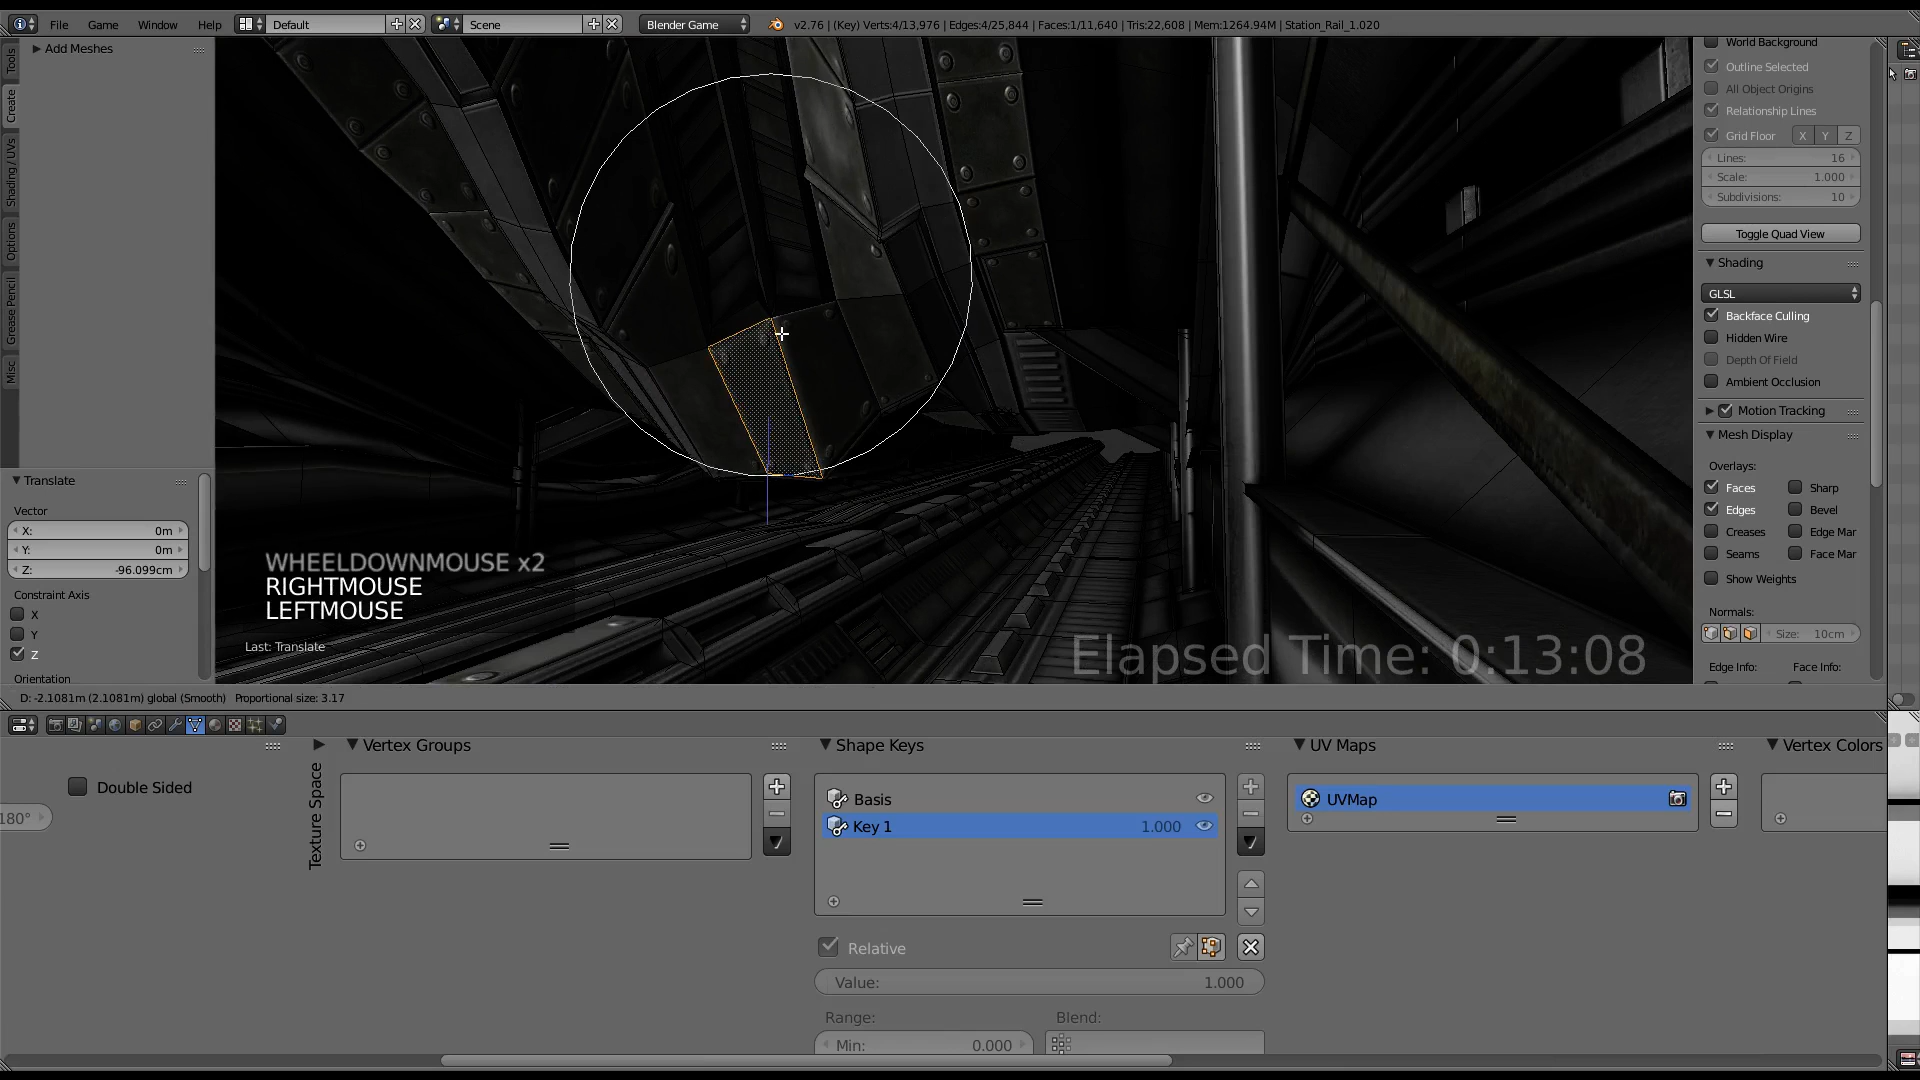 File Game Window Help Default Scene Blender Game v2.76 | (Key) Verts:4/13,976 | Edges:4/25,844 | Faces:1/11,640 | Tris:22,608 | Mem:1264.94M | Station_Rail_1.020
Tools
Create
Shading / UVs
Options
Grease Pencil
Misc
Add Meshes
Translate
Vector
X: 0m
Y: 0m
Z: -96.099cm
Constraint Axis
X
Y
Z
Orientation
WHEELDOWNMOUSE x2
RIGHTMOUSE
LEFTMOUSE
Last: Translate
Elapsed Time: 0:13:08
World Background
Outline Selected
All Object Origins
Relationship Lines
Grid Floor X Y Z
Lines: 16
Scale: 1.000
Subdivisions: 10
Toggle Quad View
Shading
GLSL
Backface Culling
Hidden Wire
Depth Of Field
Ambient Occlusion
Motion Tracking
Mesh Display
Overlays:
Faces Sharp
Edges Bevel
Creases Edge Mar
Seams Face Mar
Show Weights
Normals:
Size: 10cm
Edge Info: Face Info:
D: -2.1081m (2.1081m) global (Smooth) Proportional size: 3.17
Double Sided
180°
Texture Space
Vertex Groups
Shape Keys
Basis
Key 1 1.000
Relative
Value: 1.000
Range: Blend:
Min: 0.000
UV Maps
UVMap
Vertex Colors